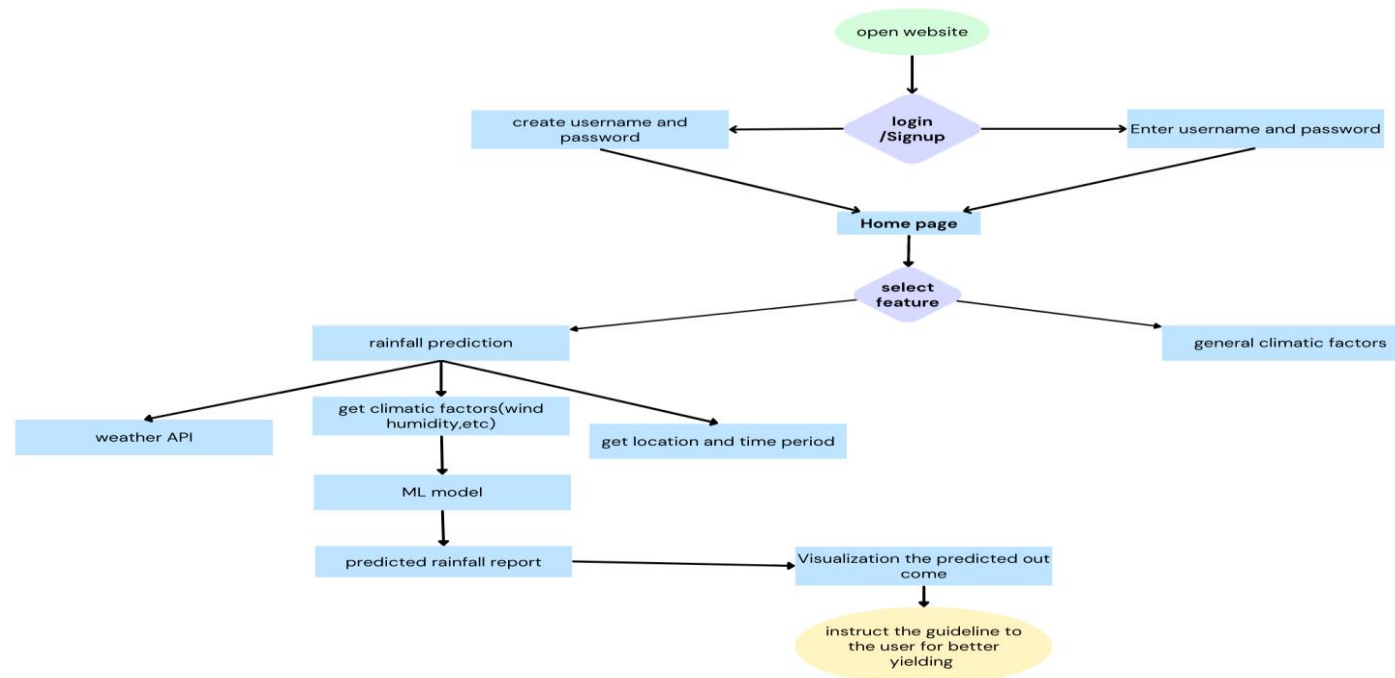 open website
create username and
password
login
/Signup
Enter username and password
Home page
select
feature
rainfall prediction
general climatic factors
weather API
get climatic factors(wind
humidity,etc)
get location and time period
ML model
predicted rainfall report
Visualization the predicted out
come
instruct the guideline to
the user for better
yielding